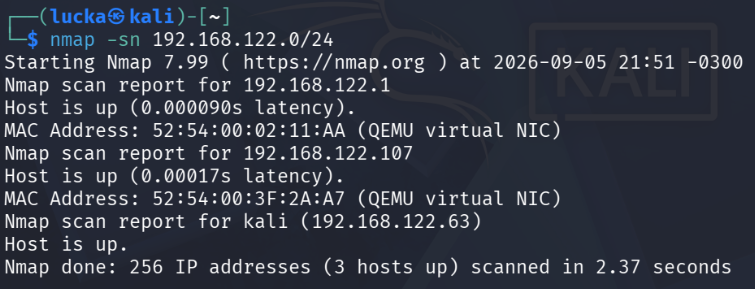 ┌──(lucka㉿kali)-[~]
└─$ nmap -sn 192.168.122.0/24
Starting Nmap 7.99 ( https://nmap.org ) at 2026-09-05 21:51 -0300
Nmap scan report for 192.168.122.1
Host is up (0.000090s latency).
MAC Address: 52:54:00:02:11:AA (QEMU virtual NIC)
Nmap scan report for 192.168.122.107
Host is up (0.00017s latency).
MAC Address: 52:54:00:3F:2A:A7 (QEMU virtual NIC)
Nmap scan report for kali (192.168.122.63)
Host is up.
Nmap done: 256 IP addresses (3 hosts up) scanned in 2.37 seconds
KALI